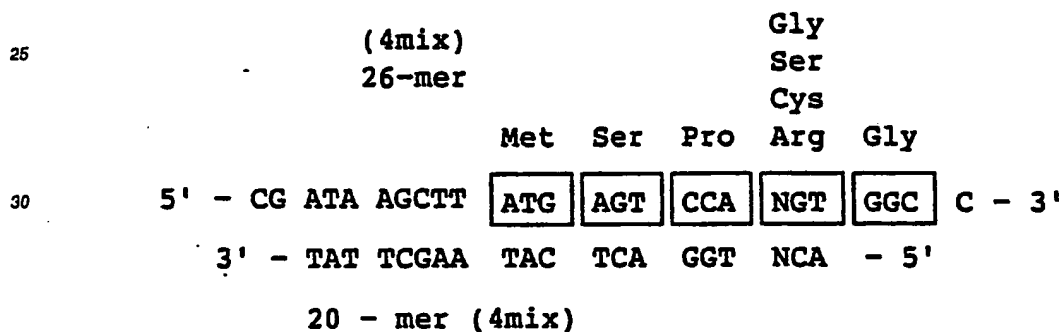 Gly
25 (4mix) Ser
26-mer Cys
Met Ser Pro Arg Gly
30 5' - CG ATA AGCTT ATG AGT CCA NGT GGC C - 3'
3' - TAT TCGAA TAC TCA GGT NCA - 5'
20 - mer (4mix)